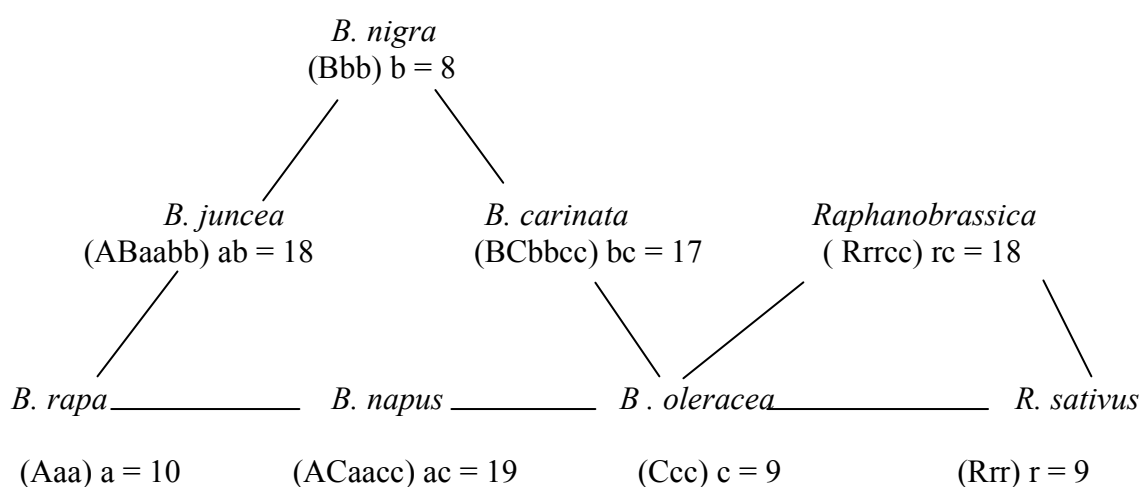 B. nigra
(Bbb) b = 8
B. juncea B. carinata Raphanobrassica
(ABaabb) ab = 18 (BCbbcc) bc = 17 ( Rrrcc) rc = 18
B. rapa B. napus B . oleracea R. sativus
(Aaa) a = 10 (ACaacc) ac = 19 (Ccc) c = 9 (Rrr) r = 9